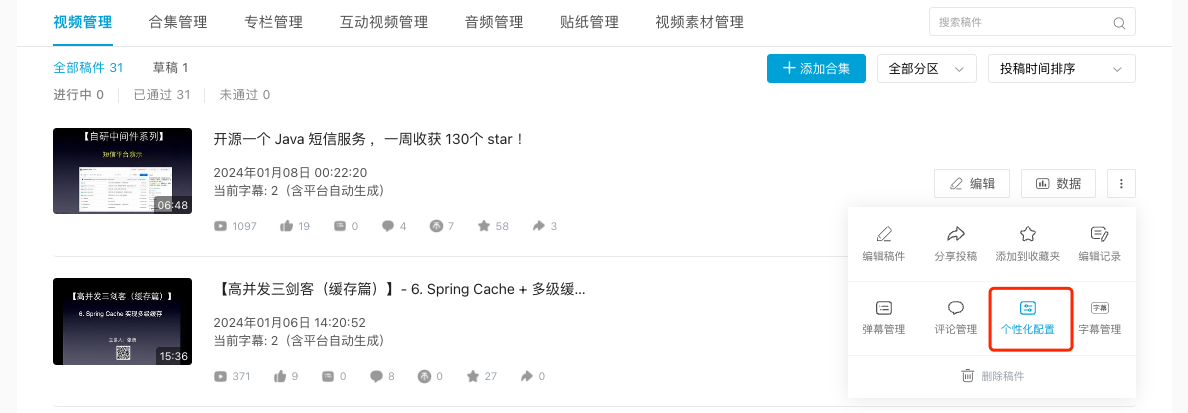 视频管理 合集管理 专栏管理 互动视频管理 音频管理 贴纸管理 视频素材管理 搜索稿件
全部稿件 31 草稿 1 添加合集 全部分区 投稿时间排序
进行中 0 已通过 31 未通过 0
【自研中间件系列】
短信平台演示
06:48
开源一个 Java 短信服务，一周收获 130个 star！
2024年01月08日 00:22:20
当前字幕: 2（含平台自动生成）
编辑 数据
1097 19 0 4 7 58 3
编辑稿件 分享投稿 添加到收藏夹 编辑记录
弹幕管理 评论管理 个性化配置 字幕 字幕管理
删除稿件
【高并发三剑客（缓存篇）】
6. Spring Cache 实现多级缓存
15:36
【高并发三剑客（缓存篇）】- 6. Spring Cache + 多级缓...
2024年01月06日 14:20:52
当前字幕: 2（含平台自动生成）
371 9 0 8 0 27 0